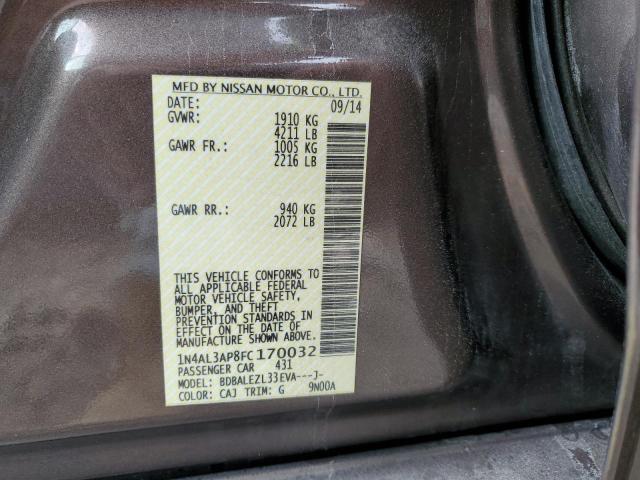 MFD BY NISSAN MOTOR CO., LTD.
DATE: 09/14
GVWR: 1910 KG
4211 LB
GAWR FR.: 1005 KG
2216 LB
GAWR RR.: 940 KG
2072 LB
THIS VEHICLE CONFORMS TO
ALL APPLICABLE FEDERAL
MOTOR VEHICLE SAFETY,
BUMPER, AND THEFT
PREVENTION STANDARDS IN
EFFECT ON THE DATE OF
MANUFACTURE SHOWN ABOVE.
1N4AL3AP8FC170032
PASSENGER CAR 431
MODEL: BDBALEZL33EVA---J-
COLOR: CAJ TRIM: G 9N00A